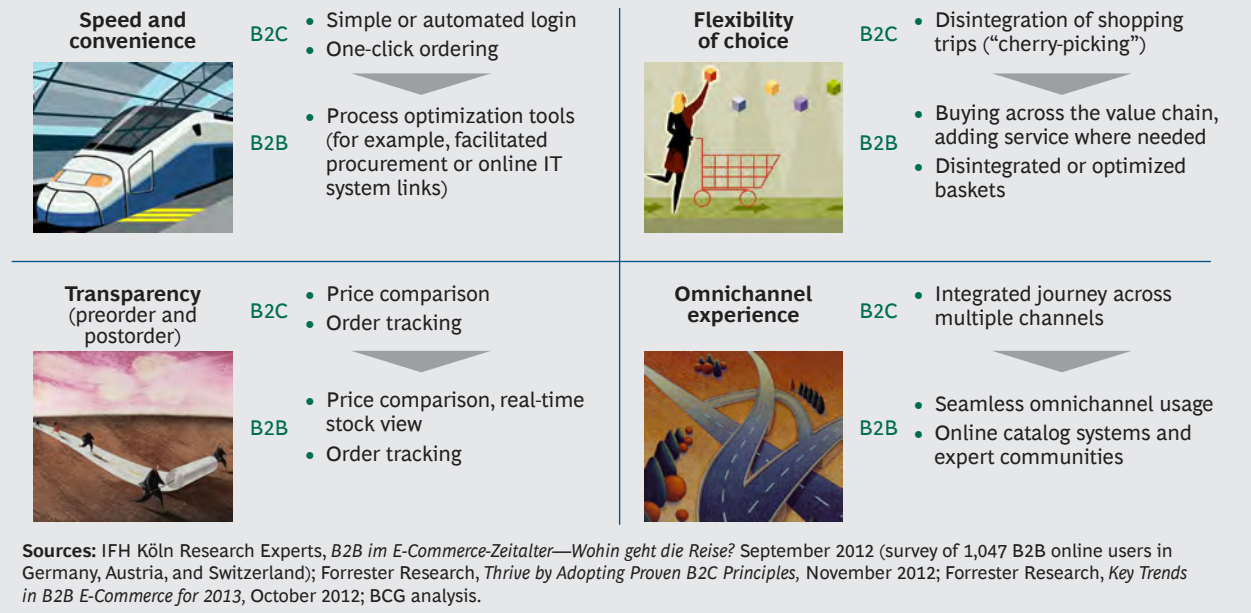 Speed and
convenience
B2C
• Simple or automated login
• One-click ordering
B2B
• Process optimization tools
(for example, facilitated
procurement or online IT
system links)
Flexibility
of choice
B2C
• Disintegration of shopping
trips (“cherry-picking”)
B2B
• Buying across the value chain,
adding service where needed
• Disintegrated or optimized
baskets
Transparency
(preorder and
postorder)
B2C
• Price comparison
• Order tracking
B2B
• Price comparison, real-time
stock view
• Order tracking
Omnichannel
experience
B2C
• Integrated journey across
multiple channels
B2B
• Seamless omnichannel usage
• Online catalog systems and
expert communities
Sources: IFH Köln Research Experts, B2B im E-Commerce-Zeitalter—Wohin geht die Reise? September 2012 (survey of 1,047 B2B online users in
Germany, Austria, and Switzerland); Forrester Research, Thrive by Adopting Proven B2C Principles, November 2012; Forrester Research, Key Trends
in B2B E-Commerce for 2013, October 2012; BCG analysis.